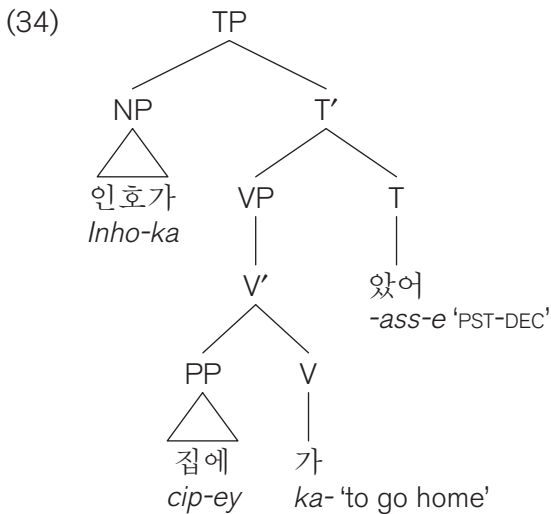 (34)
TP
NP T′
인호가 VP T
Inho-ka
V′ 았어
-ass-e ‘PST-DEC’
PP V
집에 가
cip-ey ka- ‘to go home’